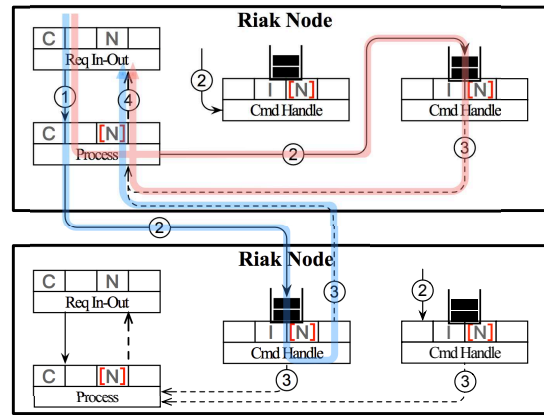 Riak Node
C N
Req In-Out
1
4
2
I [N]
Cmd Handle
I [N]
Cmd Handle
C [N]
Process
2
3
2
Riak Node
C N
Req In-Out
3
2
I [N]
Cmd Handle
I [N]
Cmd Handle
C [N]
Process
3
3